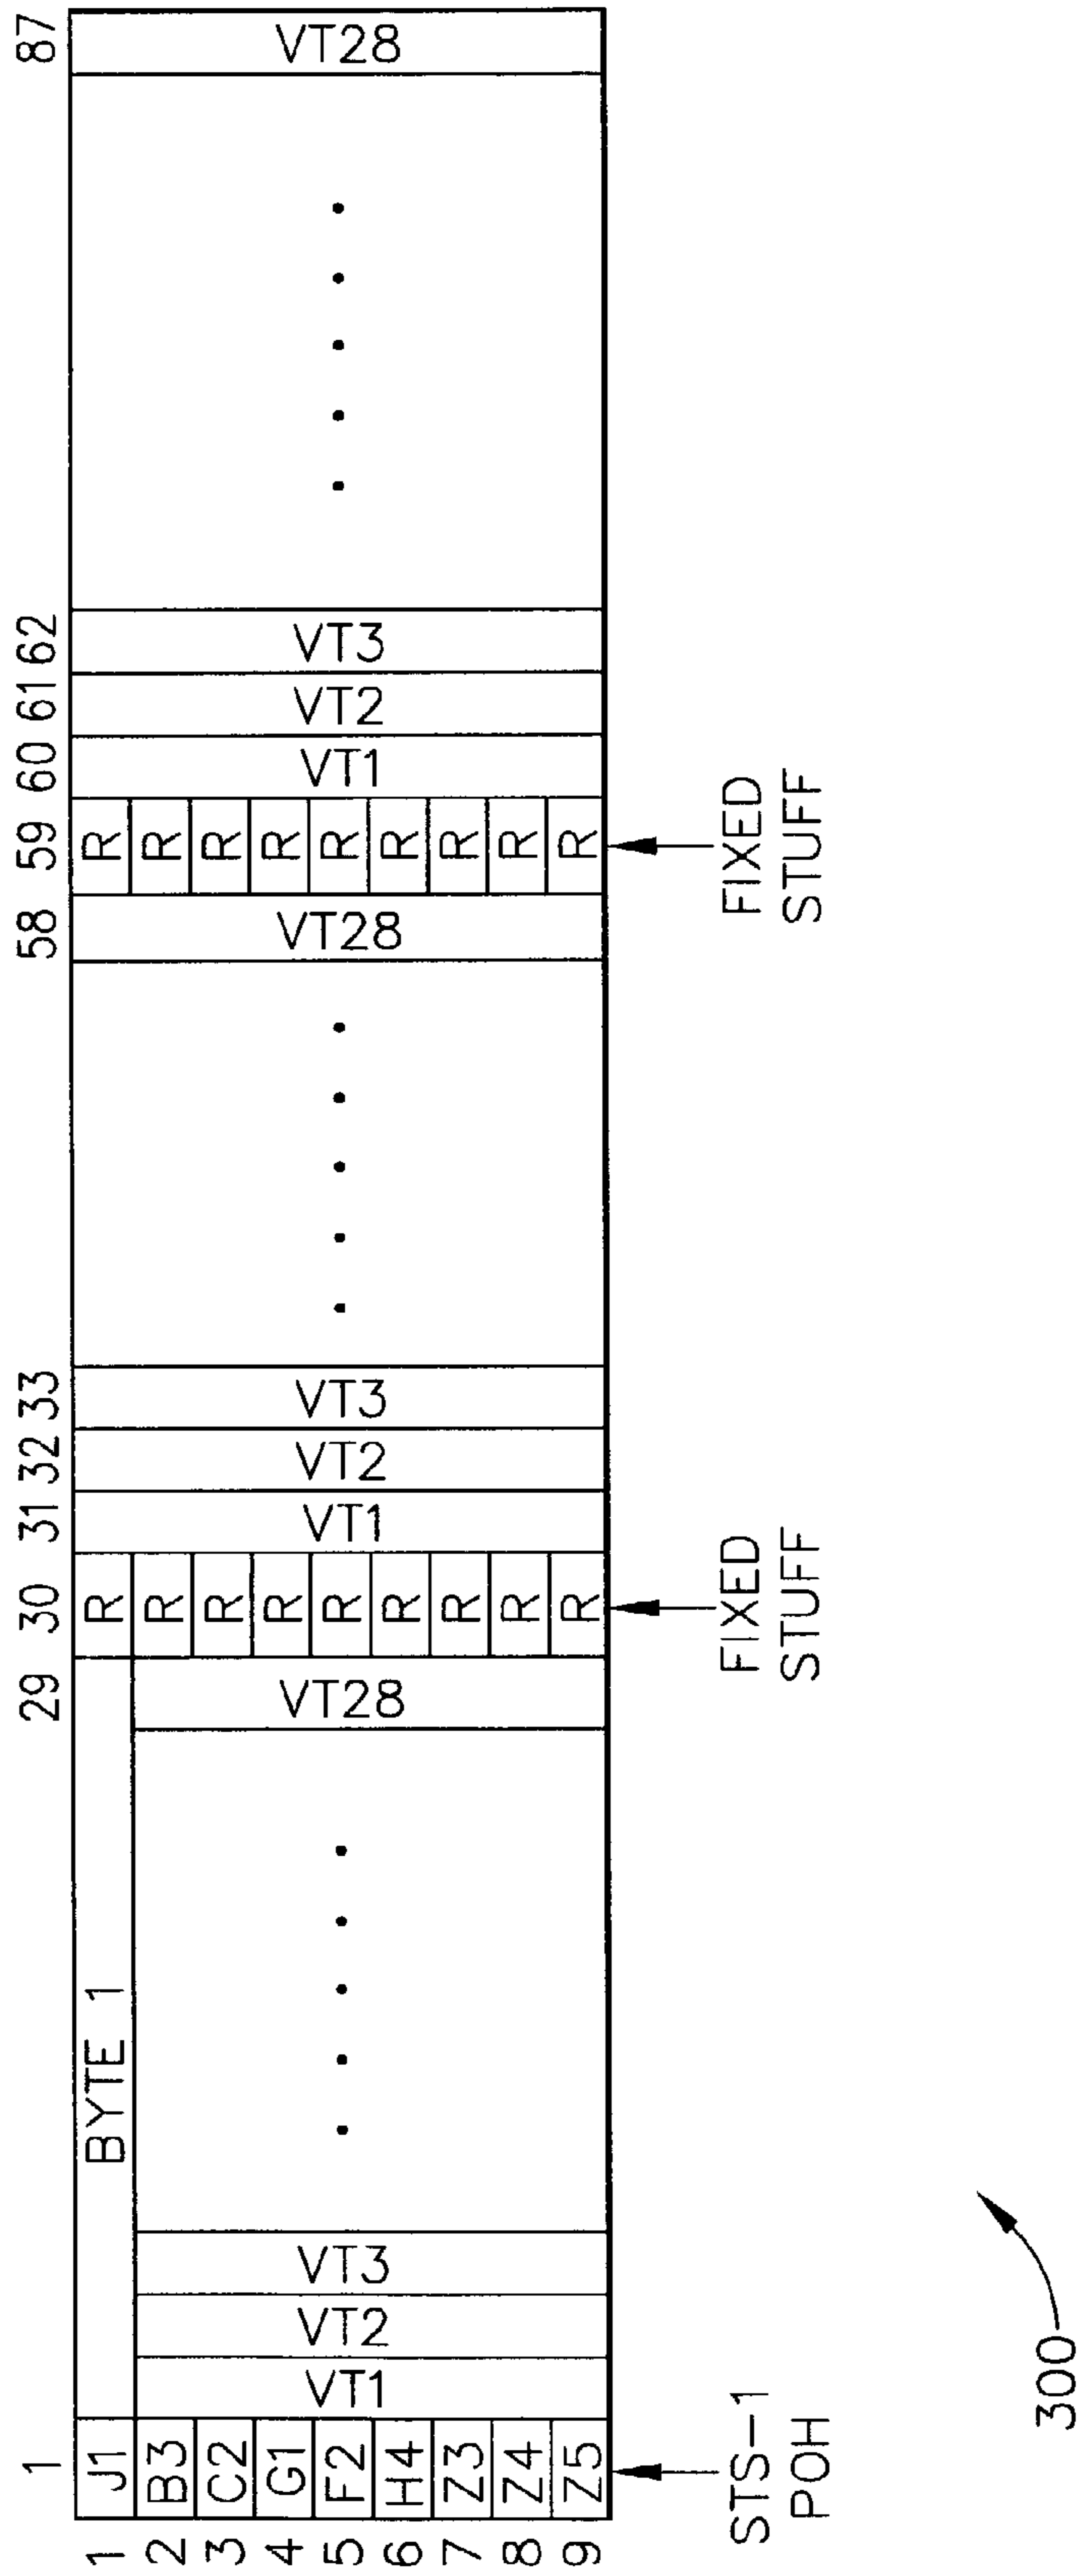 1 29 30 31 32 33 58 59 60 61 62 87
1 J1 BYTE 1 R R
2 B3 R R
3 C2 R R
4 G1 R R
5 F2 VT1 VT2 VT3 VT28 R VT1 VT2 VT3 VT28 R VT1 VT2 VT3 VT28
6 H4 R R
7 Z3 R R
8 Z4 R R
9 Z5 R R
STS-1
POH
FIXED
STUFF
FIXED
STUFF
300